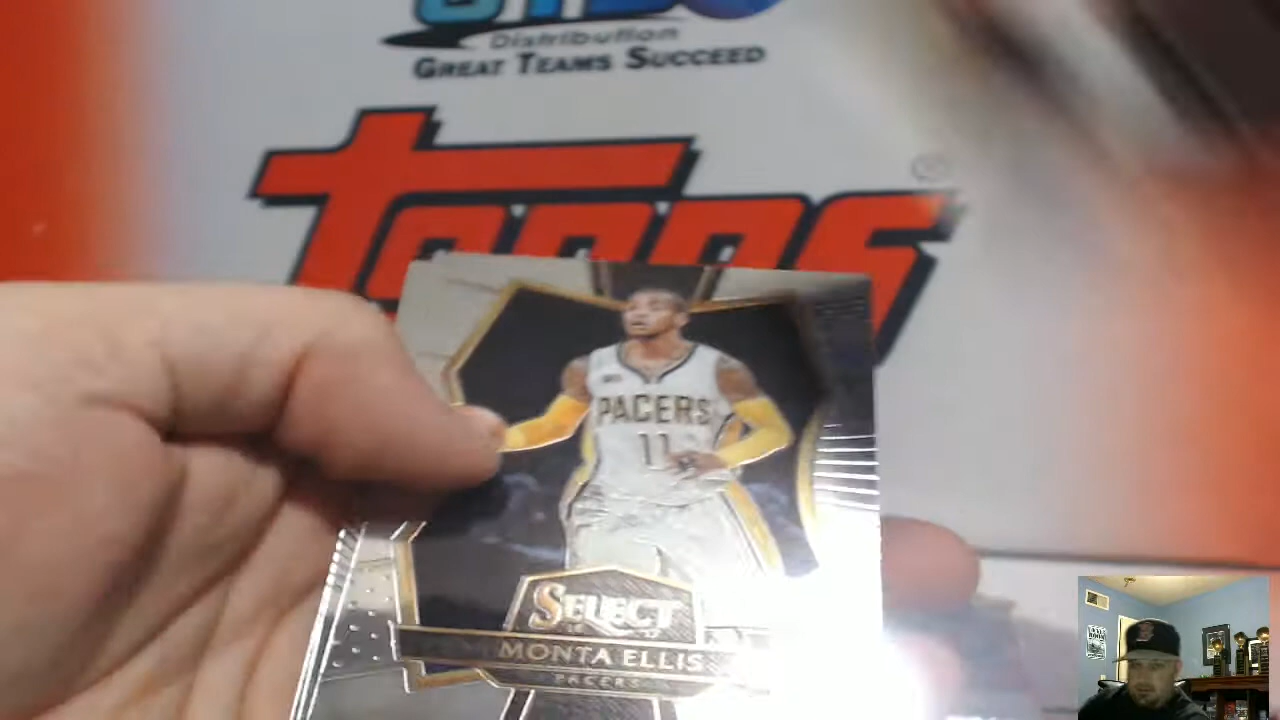 Distribution
GREAT TEAMS SUCCEED
Topps
®
PACERS
11
SELECT
MONTA ELLIS
PACERS